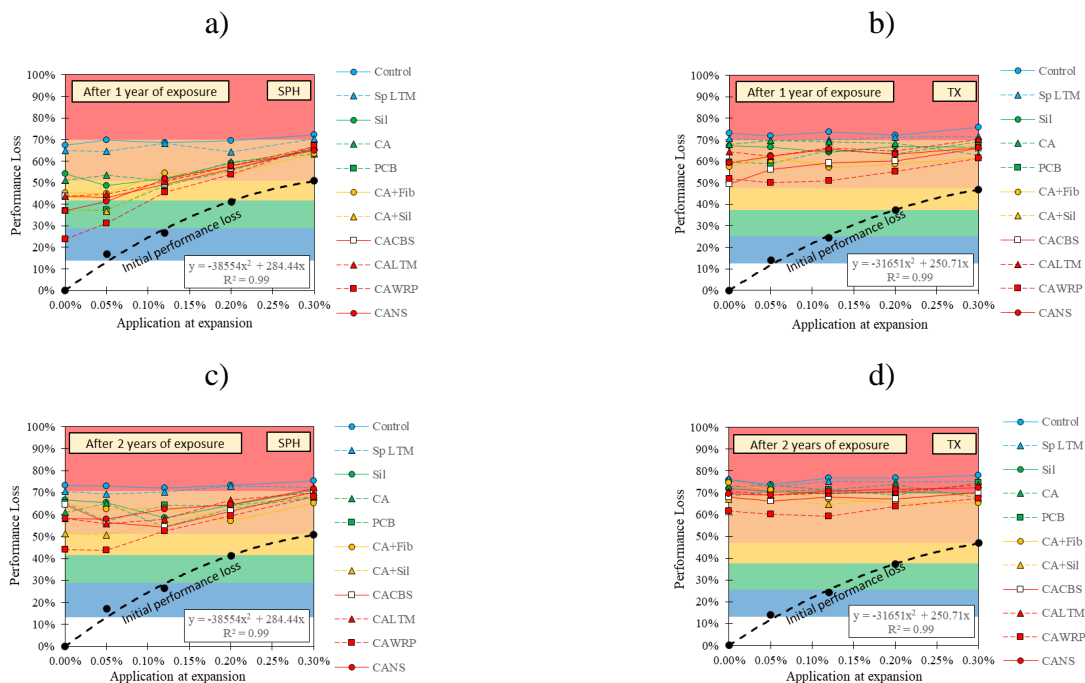 a)
After 1 year of exposure
SPH
100%
90%
80%
70%
60%
50%
40%
30%
20%
10%
0%
Performance Loss
Initial performance loss
y = -38554x² + 284.44x
R² = 0.99
0.00% 0.05% 0.10% 0.15% 0.20% 0.25% 0.30%
Application at expansion
Control
Sp LTM
Sil
CA
PCB
CA+Fib
CA+Sil
CACBS
CALTM
CAWRP
CANS
b)
After 1 year of exposure
TX
100%
90%
80%
70%
60%
50%
40%
30%
20%
10%
0%
Performance Loss
Initial performance loss
y = -31651x² + 250.71x
R² = 0.99
0.00% 0.05% 0.10% 0.15% 0.20% 0.25% 0.30%
Application at expansion
Control
Sp LTM
Sil
CA
PCB
CA+Fib
CA+Sil
CACBS
CALTM
CAWRP
CANS
c)
After 2 years of exposure
SPH
100%
90%
80%
70%
60%
50%
40%
30%
20%
10%
0%
Performance Loss
Initial performance loss
y = -38554x² + 284.44x
R² = 0.99
0.00% 0.05% 0.10% 0.15% 0.20% 0.25% 0.30%
Application at expansion
Control
Sp LTM
Sil
CA
PCB
CA+Fib
CA+Sil
CACBS
CALTM
CAWRP
CANS
d)
After 2 years of exposure
TX
100%
90%
80%
70%
60%
50%
40%
30%
20%
10%
0%
Performance Loss
Initial performance loss
y = -31651x² + 250.71x
R² = 0.99
0.00% 0.05% 0.10% 0.15% 0.20% 0.25% 0.30%
Application at expansion
Control
Sp LTM
Sil
CA
PCB
CA+Fib
CA+Sil
CACBS
CALTM
CAWRP
CANS